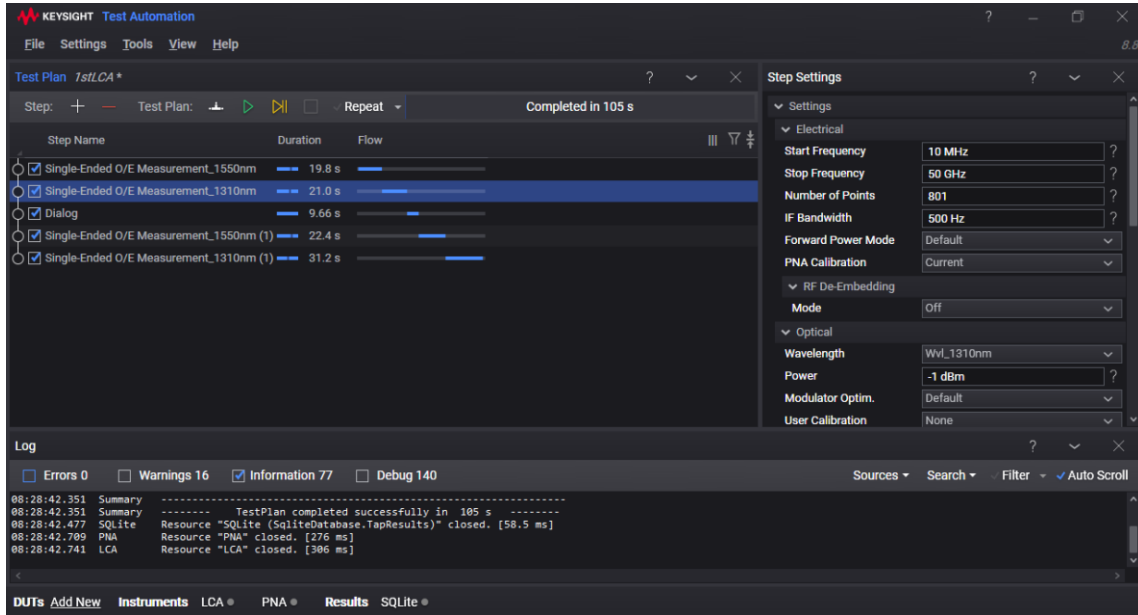 KEYSIGHT Test Automation
File Settings Tools View Help
8.8
Test Plan 1stLCA *
Step: Test Plan: Repeat Completed in 105 s
Step Name Duration Flow
Single-Ended O/E Measurement_1550nm 19.8 s
Single-Ended O/E Measurement_1310nm 21.0 s
Dialog 9.66 s
Single-Ended O/E Measurement_1550nm (1) 22.4 s
Single-Ended O/E Measurement_1310nm (1) 31.2 s
Step Settings
Settings
Electrical
Start Frequency 10 MHz ?
Stop Frequency 50 GHz ?
Number of Points 801 ?
IF Bandwidth 500 Hz ?
Forward Power Mode Default
PNA Calibration Current
RF De-Embedding
Mode Off
Optical
Wavelength Wvl_1310nm
Power -1 dBm ?
Modulator Optim. Default
User Calibration None
Log
Errors 0 Warnings 16 Information 77 Debug 140 Sources Search Filter Auto Scroll
08:28:42.351 Summary ----------------------------------------------------------------
08:28:42.351 Summary -------- TestPlan completed successfully in 105 s --------
08:28:42.477 SQLite Resource "SQLite (SqliteDatabase.TapResults)" closed. [58.5 ms]
08:28:42.709 PNA Resource "PNA" closed. [276 ms]
08:28:42.741 LCA Resource "LCA" closed. [306 ms]
DUTs Add New Instruments LCA PNA Results SQLite